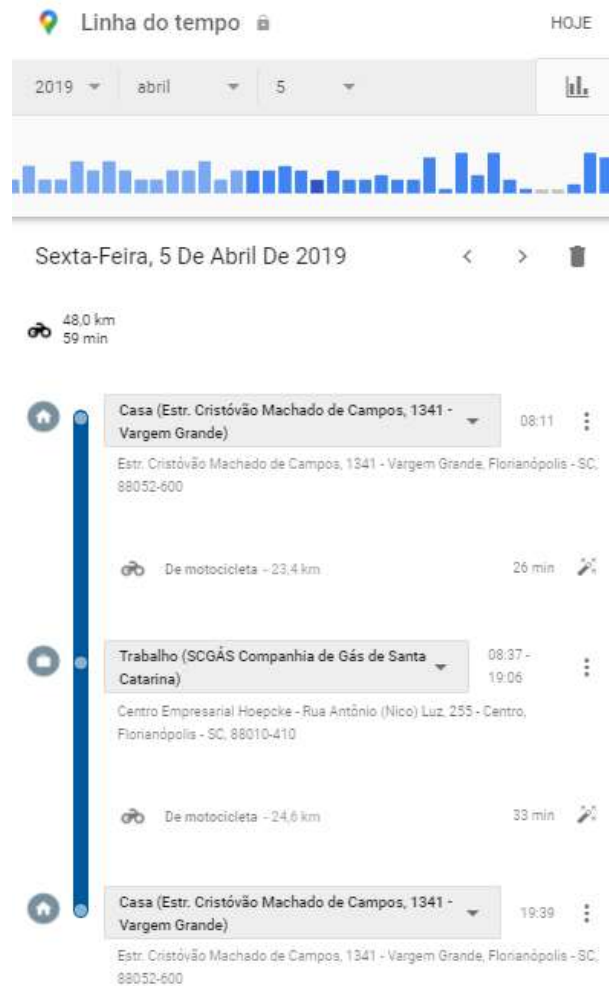 Linha do tempo
HOJE
2019 abril 5
Sexta-Feira, 5 De Abril De 2019
48,0 km
59 min
Casa (Estr. Cristóvão Machado de Campos, 1341 -
Vargem Grande)
08:11
Estr. Cristóvão Machado de Campos, 1341 - Vargem Grande, Florianópolis - SC,
88052-600
De motocicleta - 23,4 km
26 min
Trabalho (SCGÁS Companhia de Gás de Santa
Catarina)
08:37 -
19:06
Centro Empresarial Hoepcke - Rua Antônio (Nico) Luz, 255 - Centro,
Florianópolis - SC, 88010-410
De motocicleta - 24,6 km
33 min
Casa (Estr. Cristóvão Machado de Campos, 1341 -
Vargem Grande)
19:39
Estr. Cristóvão Machado de Campos, 1341 - Vargem Grande, Florianópolis - SC,
88052-600